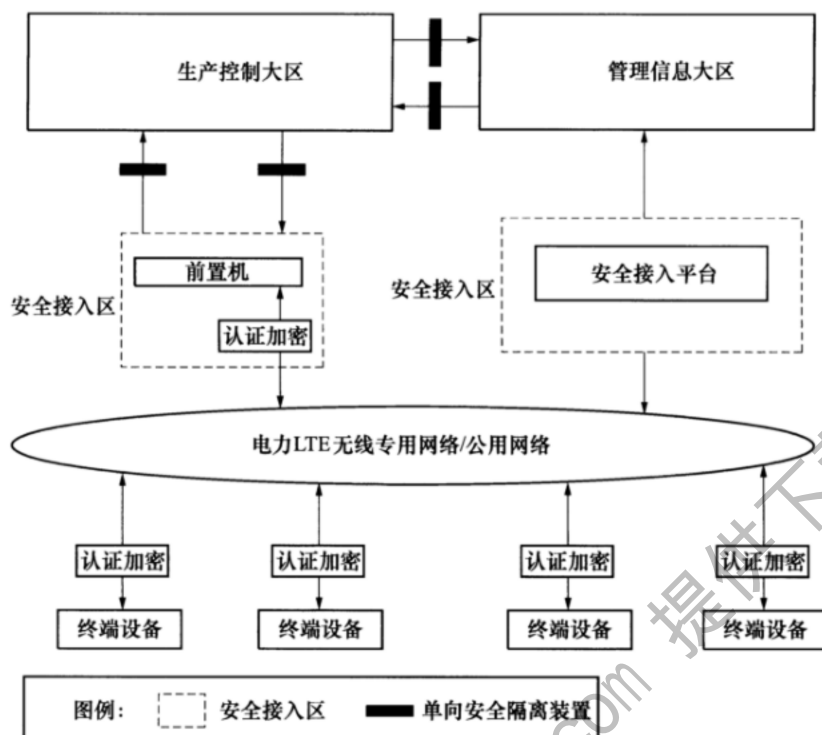 生产控制大区
管理信息大区
前置机
安全接入区
认证加密
安全接入区
安全接入平台
电力LTE无线专用网络/公用网络
认证加密
认证加密
认证加密
认证加密
终端设备
终端设备
终端设备
终端设备
图例:
安全接入区
单向安全隔离装置
com 提供下